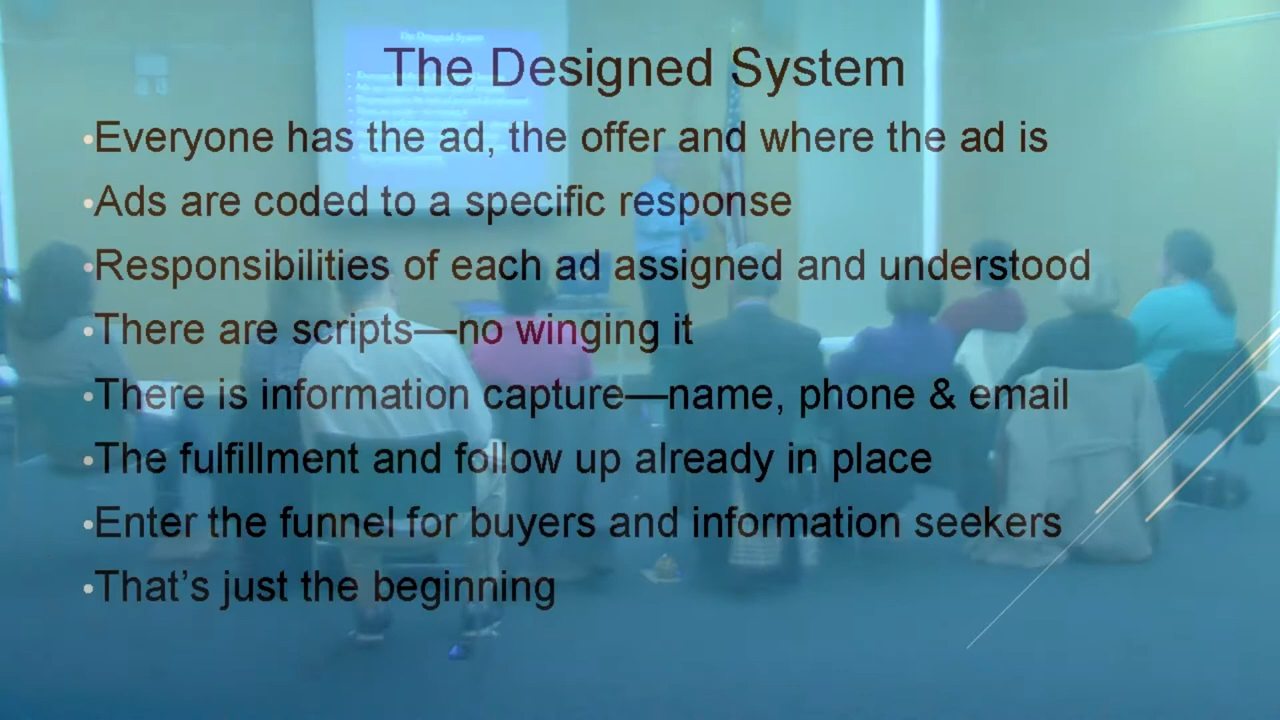 The Designed System
•Everyone has the ad, the offer and where the ad is
•Ads are coded to a specific response
•Responsibilities of each ad assigned and understood
•There are scripts—no winging it
•There is information capture—name, phone & email
•The fulfillment and follow up already in place
•Enter the funnel for buyers and information seekers
•That’s just the beginning
The Designed System